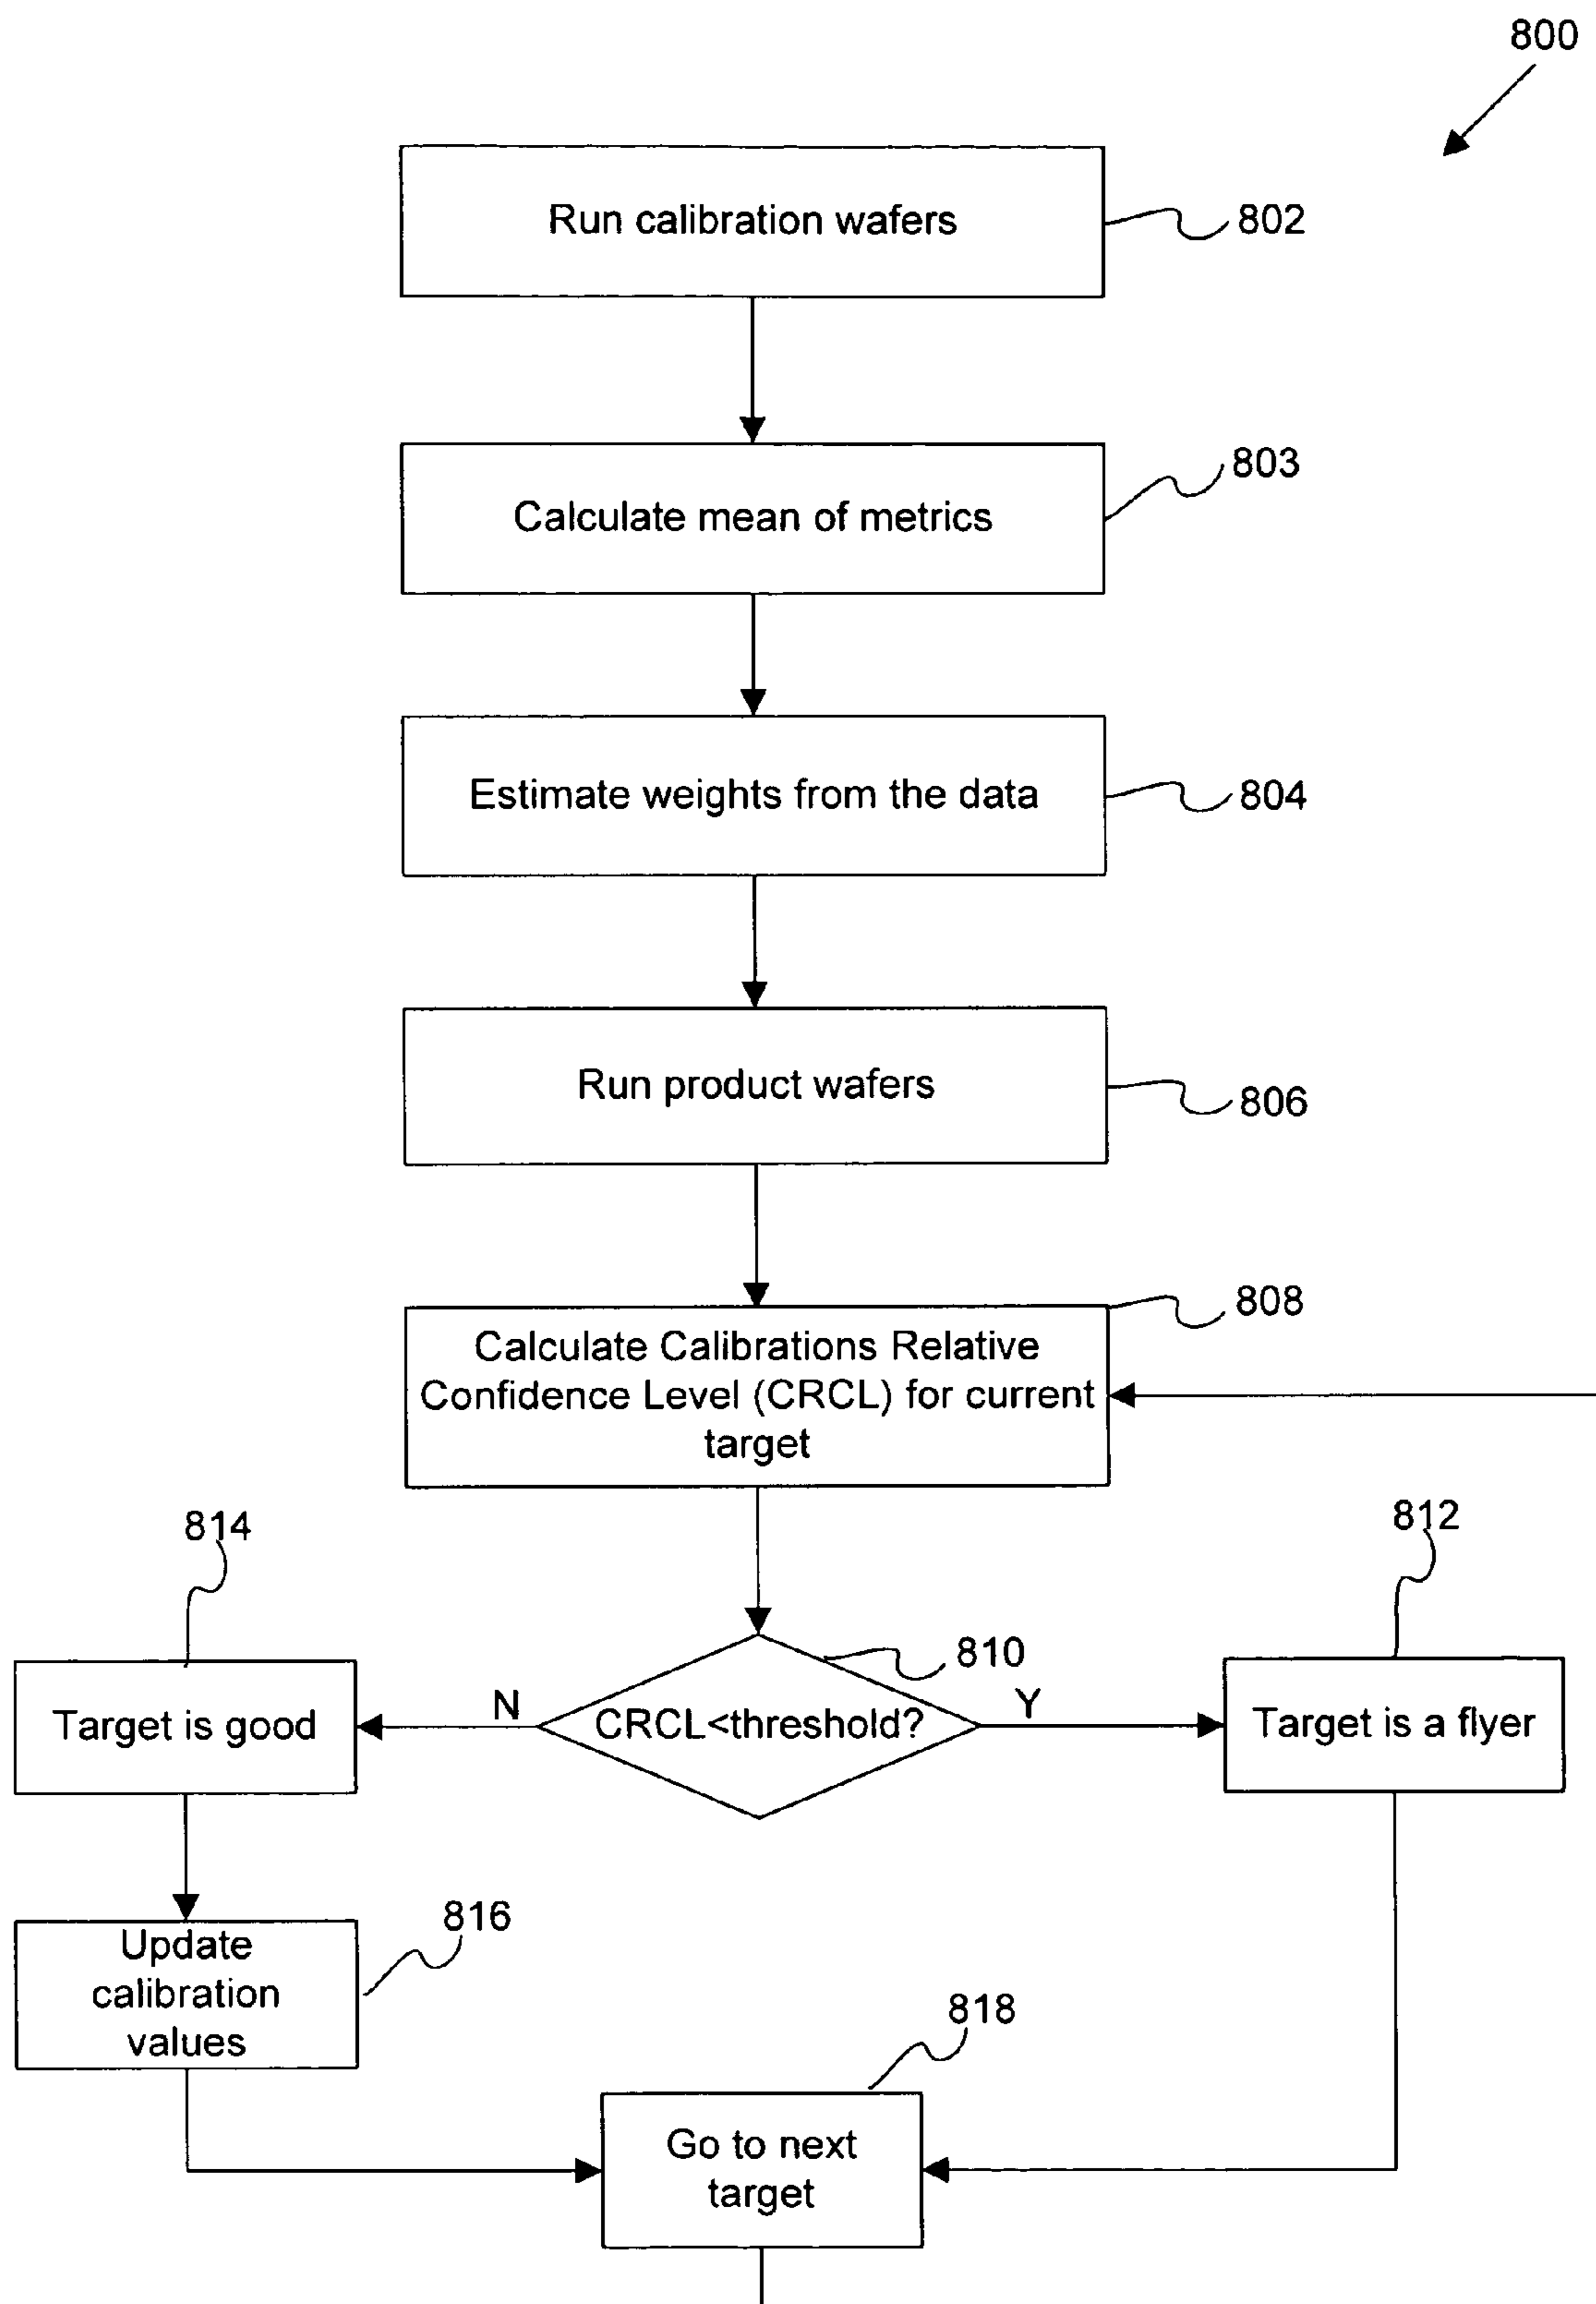 800
Run calibration wafers
802
Calculate mean of metrics
803
Estimate weights from the data
804
Run product wafers
806
Calculate Calibrations Relative
Confidence Level (CRCL) for current
target
808
814
812
810
Target is good
N
CRCL<threshold?
Y
Target is a flyer
Update
calibration
values
816
818
Go to next
target